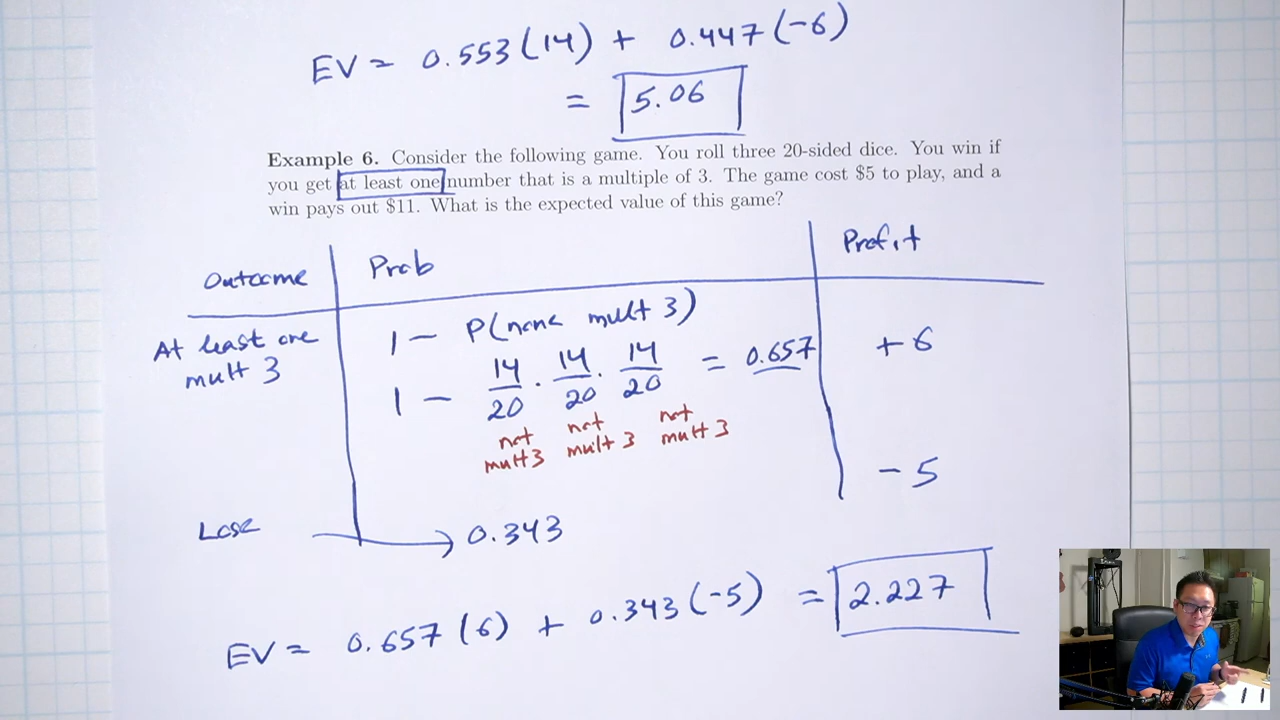 EV = 0.553(14) + 0.447(-6)
= 5.06
Example 6. Consider the following game. You roll three 20-sided dice. You win if
you get at least one number that is a multiple of 3. The game cost $5 to play, and a
win pays out $11. What is the expected value of this game?
Outcome Prob Profit
At least one mult 3
1 - P(none mult 3)
1 - 14/20 · 14/20 · 14/20 = 0.657 +6
not mult 3 not mult 3 not mult 3
-5
Lose → 0.343
EV = 0.657(6) + 0.343(-5) = 2.227